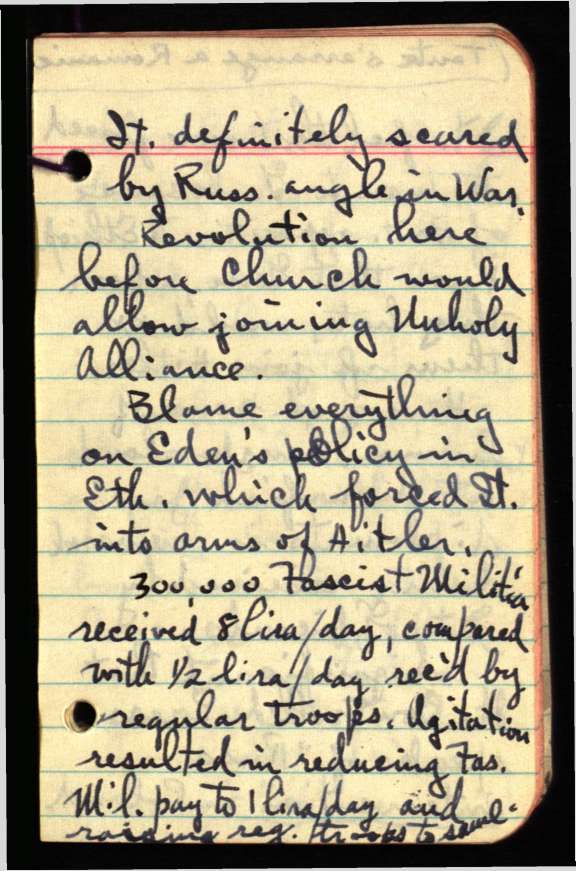 It. definitely scared
by Russ. angle in War.
Revolution here
before Church would
allow joining Unholy
Alliance.
Blame everything
on Eden's policy in
Eth. which forced It.
into arms of Hitler.
300,000 Fascist Militia
received 8 lira/day, compared
with 1/2 lira/day rec'd by
regular troops. Agitation
resulted in reducing Fas.
Mil. pay to 1 lira/day and
raising reg. troops to same.